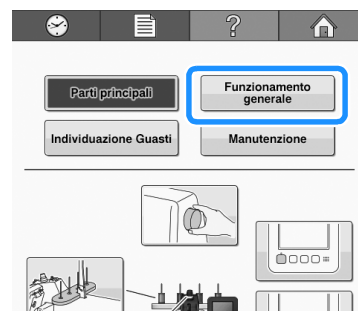 ?
Parti principali
Funzionamento
generale
Individuazione Guasti
Manutenzione